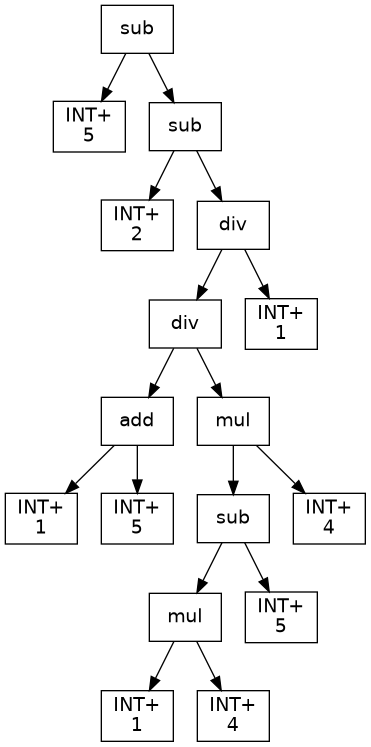 sub
INT+
5
sub
INT+
2
div
div
INT+
1
add
mul
INT+
1
INT+
5
sub
INT+
4
mul
INT+
5
INT+
1
INT+
4